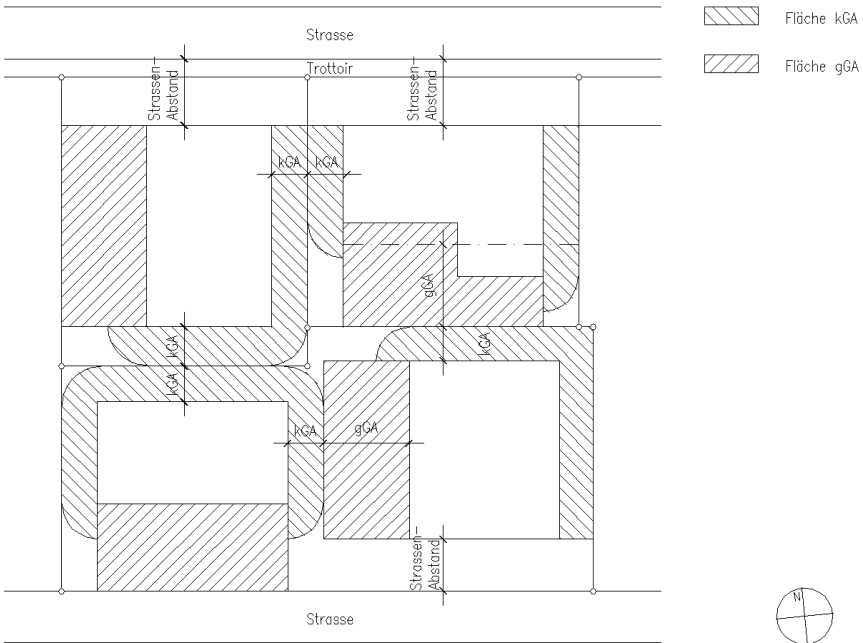 Strasse
Fläche kGA
Trottoir
Fläche gGA
Strassen-
Abstand
Strassen-
Abstand
kGA
kGA
gGA
kGA
kGA
kGA
kGA
gGA
Strassen-
Abstand
Strasse
N